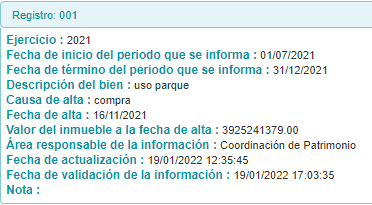 Registro: 001
Ejercicio : 2021
Fecha de inicio del periodo que se informa : 01/07/2021
Fecha de término del periodo que se informa : 31/12/2021
Descripción del bien : uso parque
Causa de alta : compra
Fecha de alta : 16/11/2021
Valor del inmueble a la fecha de alta : 3925241379.00
Área responsable de la información : Coordinación de Patrimonio
Fecha de actualización : 19/01/2022 12:35:45
Fecha de validación de la información : 19/01/2022 17:03:35
Nota :